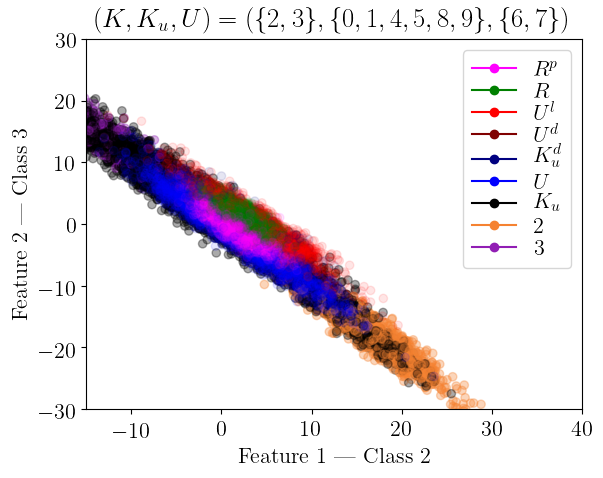 (K, K_u, U) = ({2, 3}, {0, 1, 4, 5, 8, 9}, {6, 7})
30
20
10
0
−10
−20
−30
Feature 2 — Class 3
R^p
R
U^l
U^d
K_u^d
U
K_u
2
3
−10
0
10
20
30
40
Feature 1 — Class 2